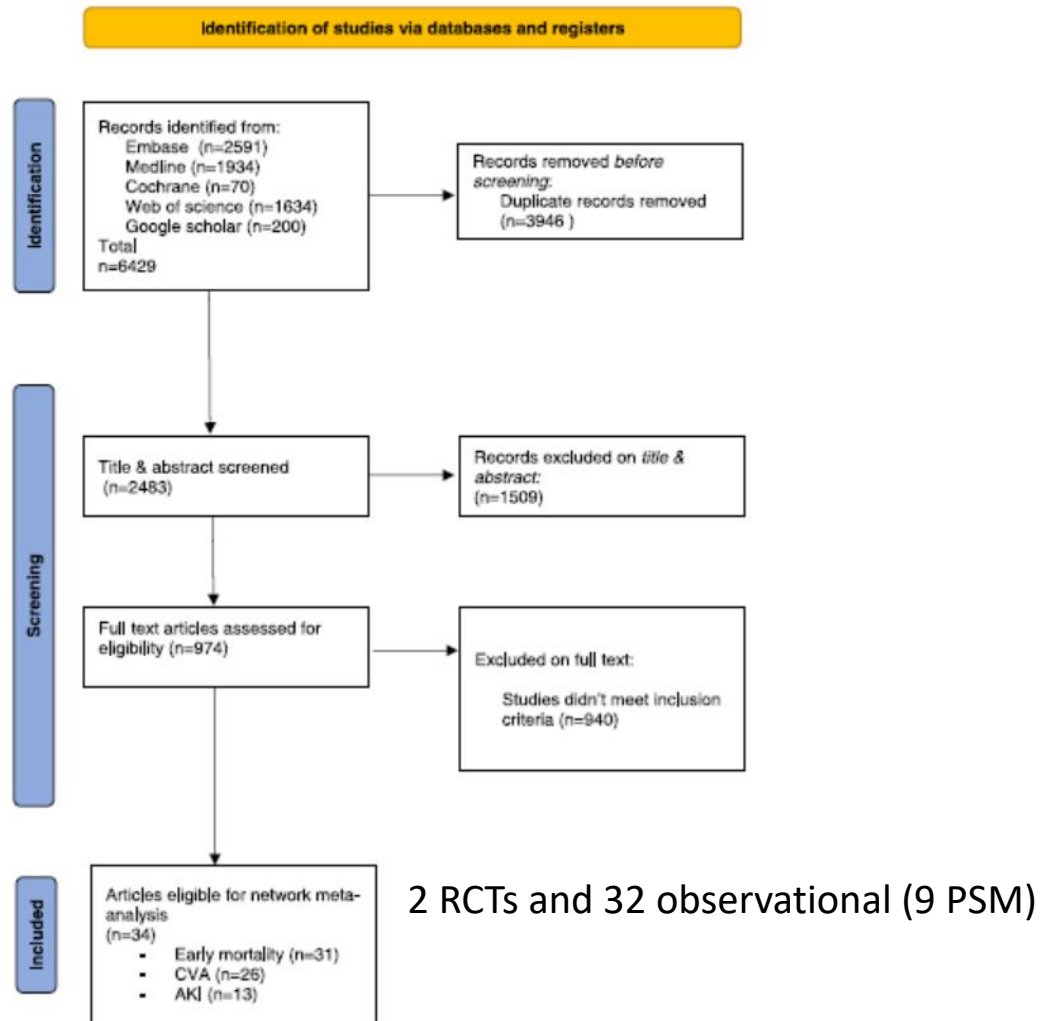 Identification of studies via databases and registers
Identification
Records identified from:
Embase (n=2591)
Medline (n=1934)
Cochrane (n=70)
Web of science (n=1634)
Google scholar (n=200)
Total
n=6429
Records removed before
screening:
Duplicate records removed
(n=3946 )
Screening
Title & abstract screened
(n=2483)
Records excluded on title &
abstract:
(n=1509)
Full text articles assessed for
eligibility (n=974)
Excluded on full text:
Studies didn't meet inclusion
criteria (n=940)
Included
Articles eligible for network meta-
analysis
(n=34)
- Early mortality (n=31)
- CVA (n=26)
- AKI (n=13)
2 RCTs and 32 observational (9 PSM)